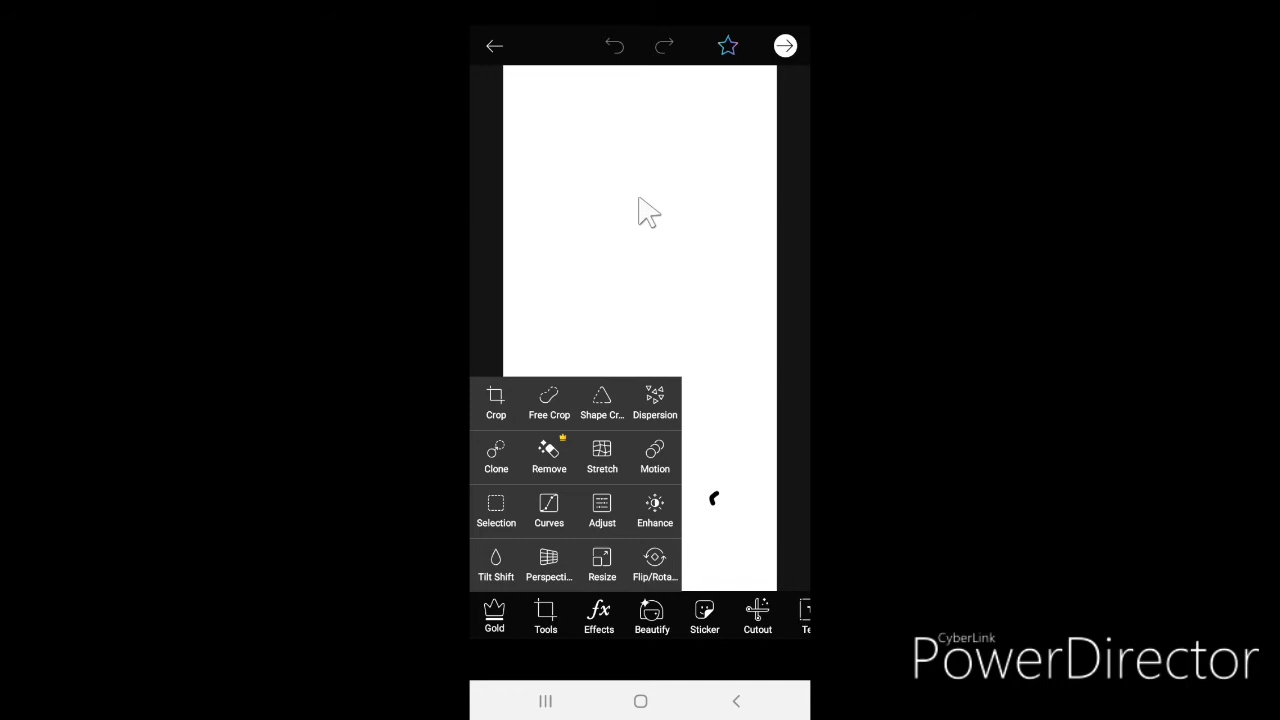 Crop Free Crop Shape Cr... Dispersion
Clone Remove Stretch Motion
Selection Curves Adjust Enhance
Tilt Shift Perspecti... Resize Flip/Rota...
Gold Tools Effects Beautify Sticker Cutout Te
CyberLink
PowerDirector